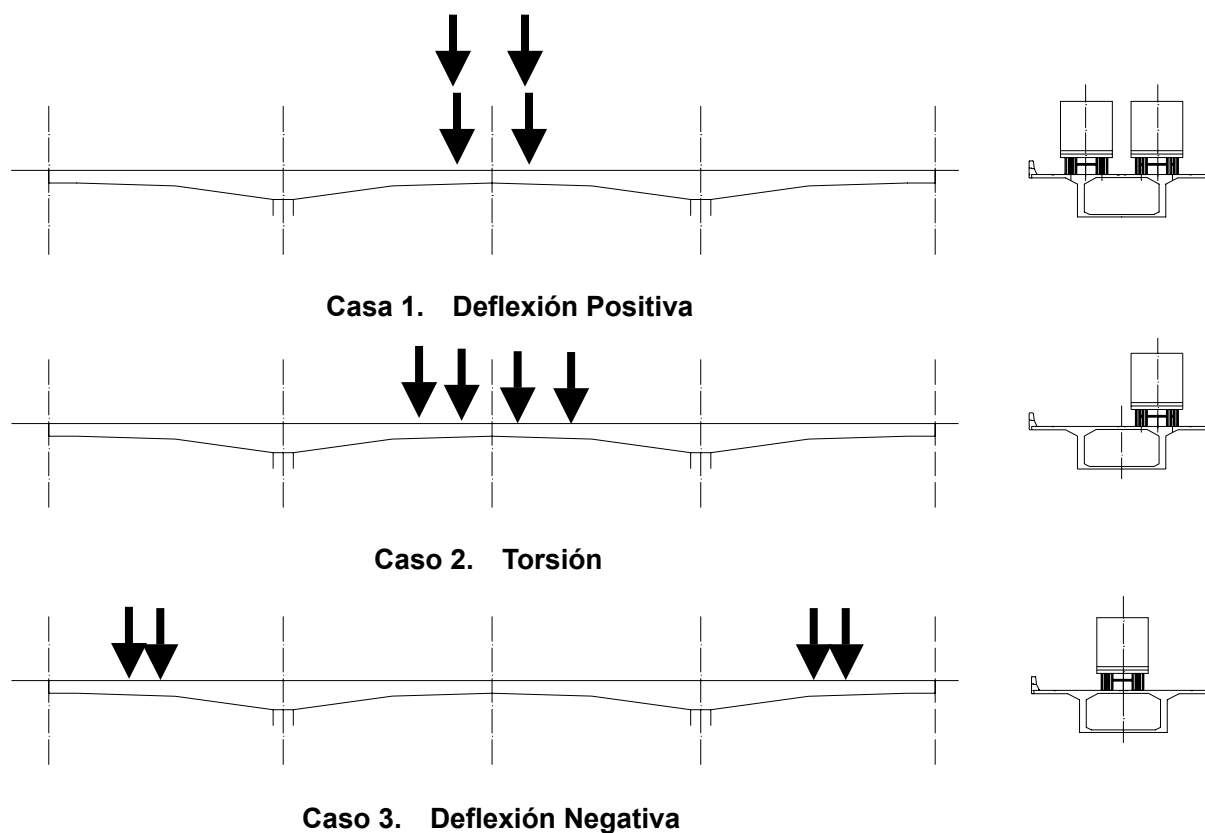 Casa 1. Deflexión Positiva
Caso 2. Torsión
Caso 3. Deflexión Negativa